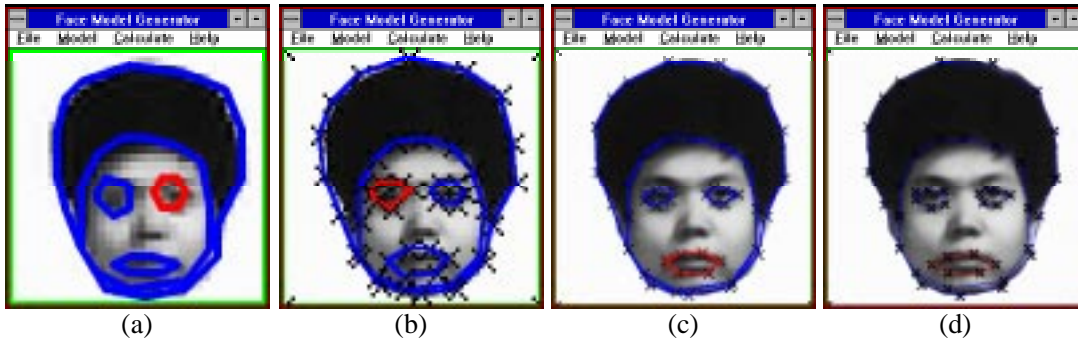 Face Model Generator
File Model Calculate Help
Face Model Generator
File Model Calculate Help
Face Model Generator
File Model Calculate Help
Face Model Generator
File Model Calculate Help
(a) (b) (c) (d)